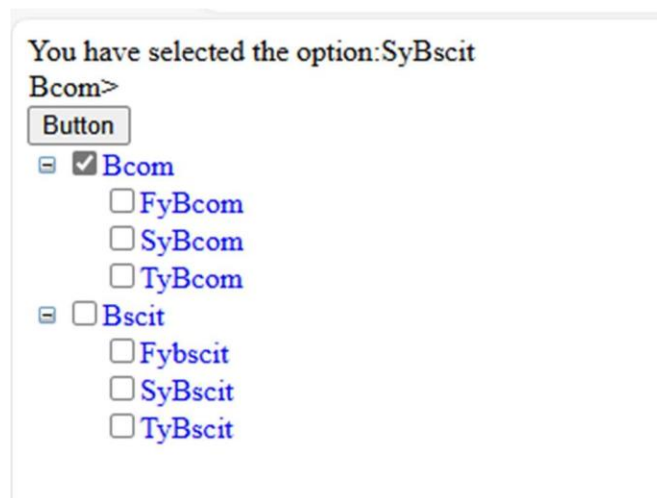 You have selected the option:SyBscit
Bcom>
Button
Bcom
FyBcom
SyBcom
TyBcom
Bscit
Fybscit
SyBscit
TyBscit